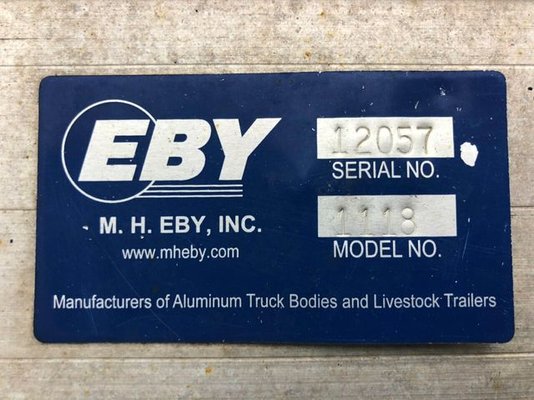 EBY
M. H. EBY, INC.
www.mheby.com
12057
SERIAL NO.
1118
MODEL NO.
Manufacturers of Aluminum Truck Bodies and Livestock Trailers